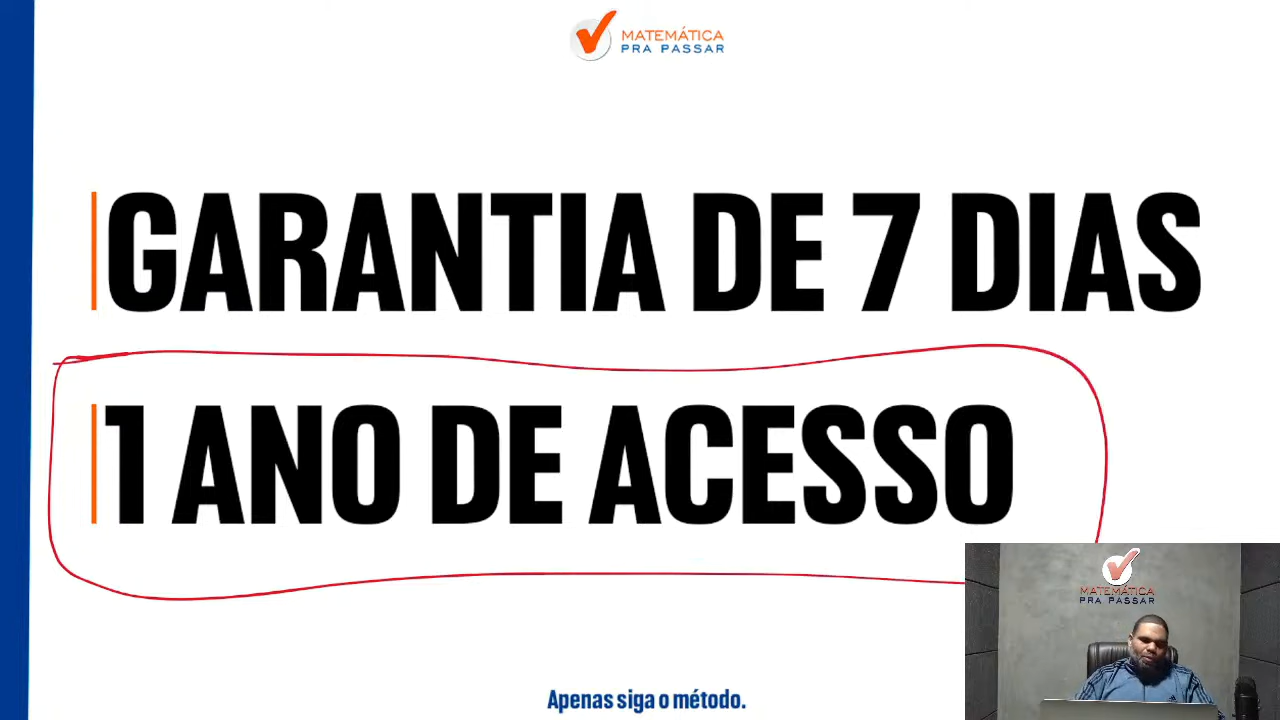 MATEMÁTICA
PRA PASSAR
GARANTIA DE 7 DIAS
1 ANO DE ACESSO
MATEMÁTICA
PRA PASSAR
Apenas siga o método.